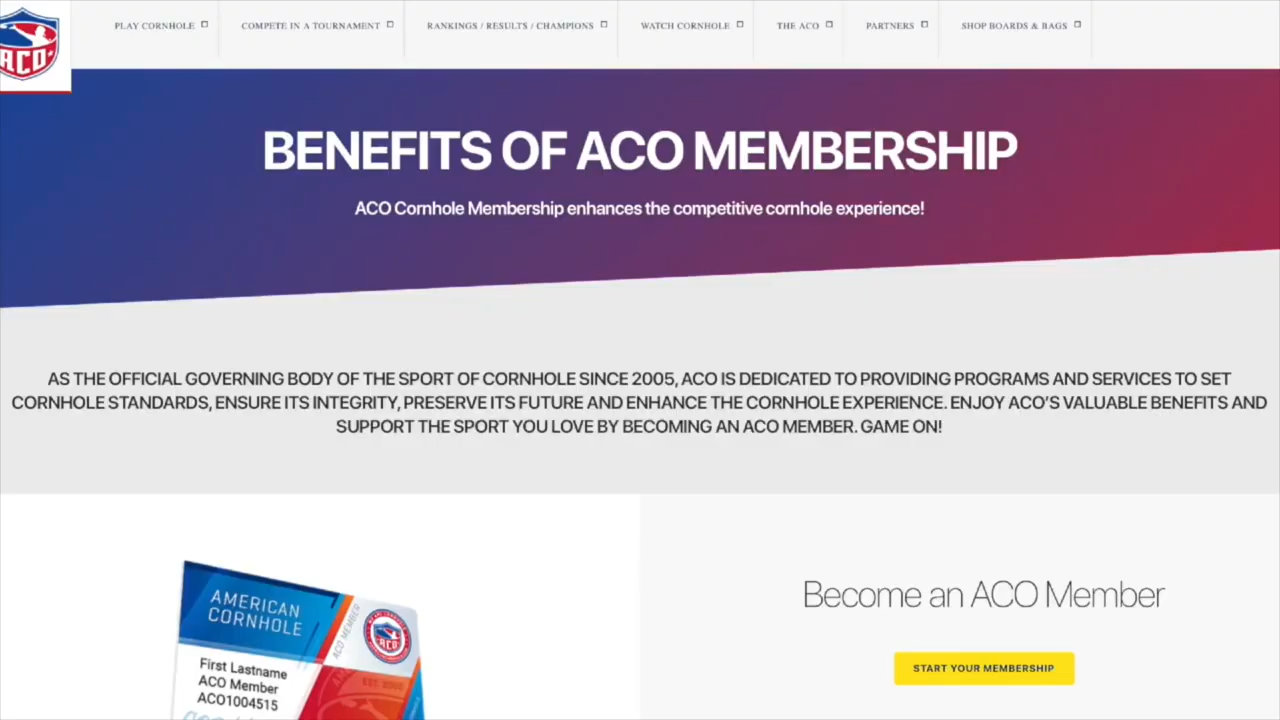 PLAY CORNHOLE
COMPETE IN A TOURNAMENT
RANKINGS / RESULTS / CHAMPIONS
WATCH CORNHOLE
THE ACO
PARTNERS
SHOP BOARDS & BAGS
ACO
BENEFITS OF ACO MEMBERSHIP
ACO Cornhole Membership enhances the competitive cornhole experience!
AS THE OFFICIAL GOVERNING BODY OF THE SPORT OF CORNHOLE SINCE 2005, ACO IS DEDICATED TO PROVIDING PROGRAMS AND SERVICES TO SET
CORNHOLE STANDARDS, ENSURE ITS INTEGRITY, PRESERVE ITS FUTURE AND ENHANCE THE CORNHOLE EXPERIENCE. ENJOY ACO'S VALUABLE BENEFITS AND
SUPPORT THE SPORT YOU LOVE BY BECOMING AN ACO MEMBER. GAME ON!
AMERICAN
CORNHOLE
ACO MEMBER
ACO
First Lastname
ACO Member
ACO1004515
EST. 2005
Become an ACO Member
START YOUR MEMBERSHIP